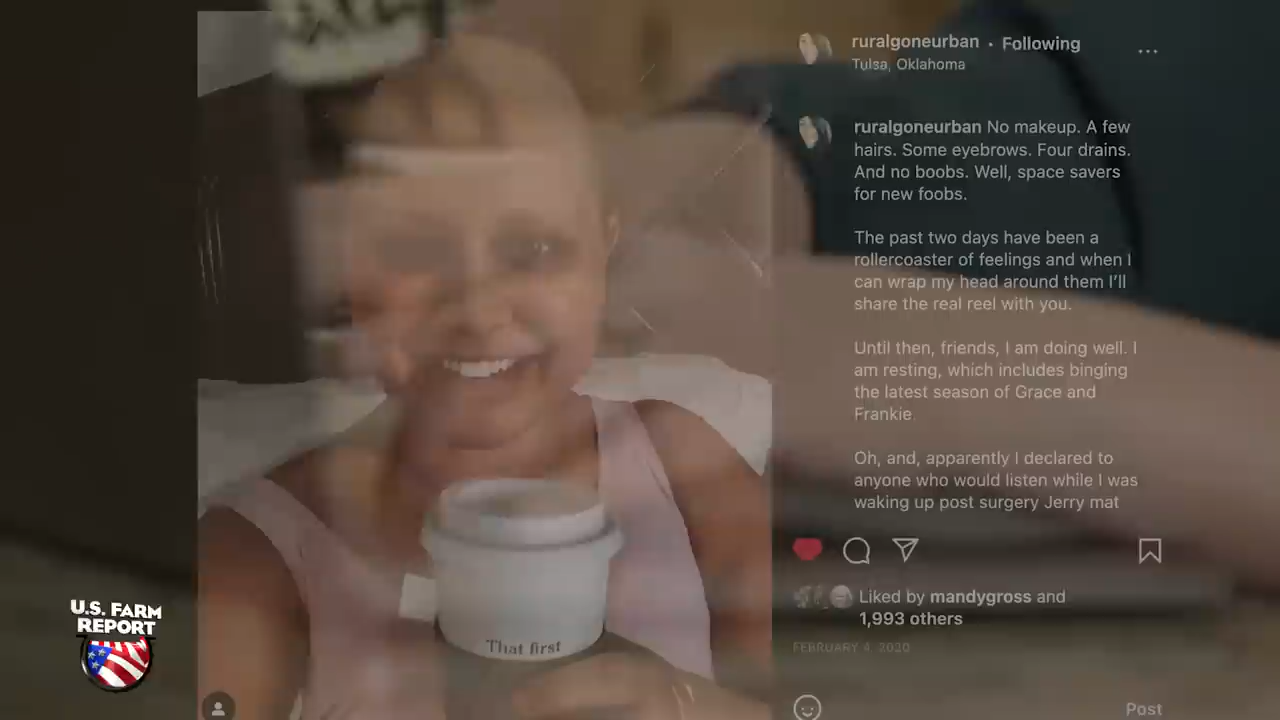 ruralgoneurban • Following
Tulsa, Oklahoma
ruralgoneurban No makeup. A few
hairs. Some eyebrows. Four drains.
And no boobs. Well, space savers
for new foobs.
The past two days have been a
rollercoaster of feelings and when I
can wrap my head around them I'll
share the real reel with you.
Until then, friends, I am doing well. I
am resting, which includes binging
the latest season of Grace and
Frankie.
Oh, and, apparently I declared to
anyone who would listen while I was
waking up post surgery Jerry mat
Liked by mandygross and
1,993 others
FEBRUARY 4, 2020
Post
That first
U.S. FARM
REPORT